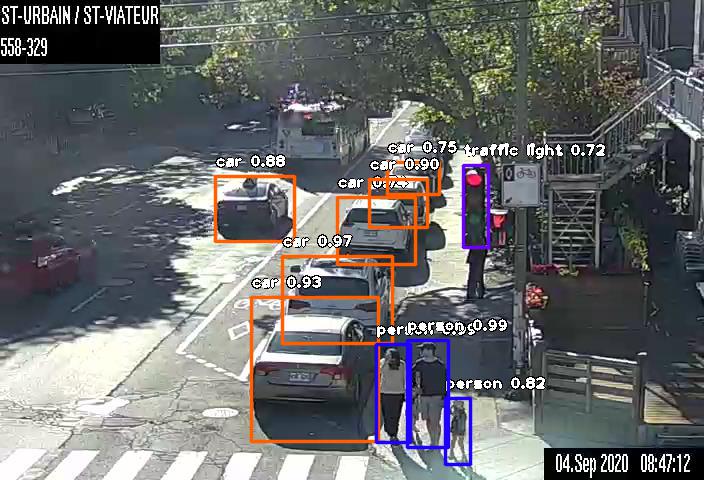 ST-URBAIN / ST-VIATEUR
558-329
car 0.75
traffic light 0.72
car 0.88
car 0.90
car 0.97
car 0.93
person 0.99
person 0.82
04.Sep 2020 08:47:12